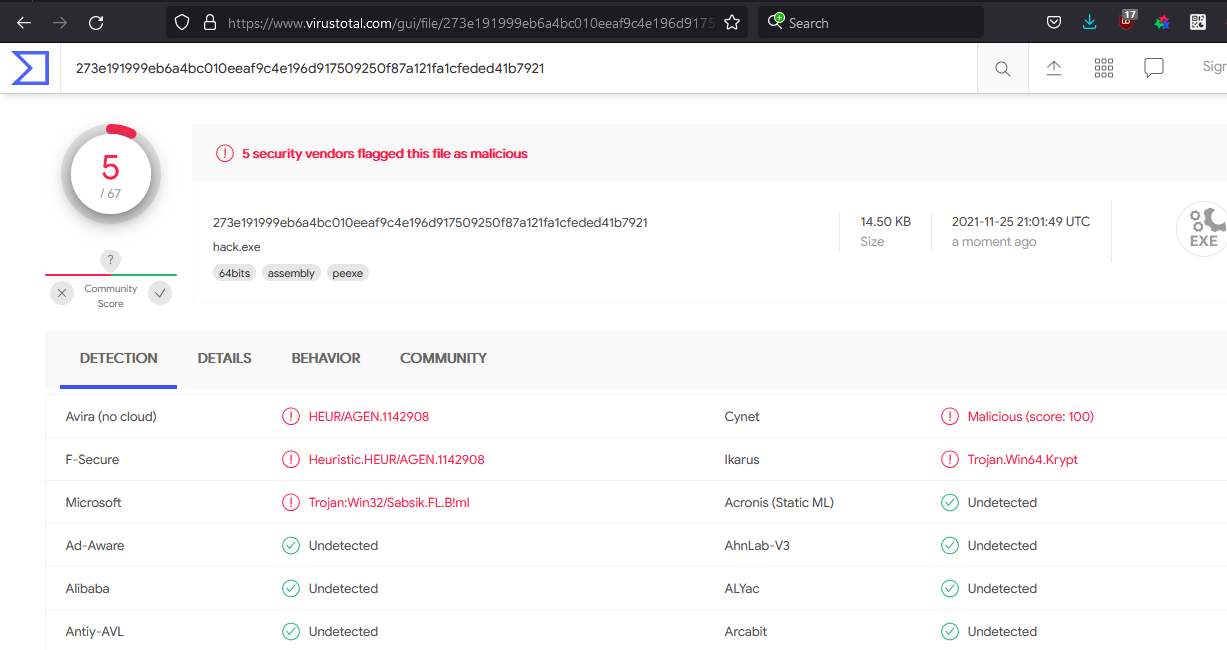 https://www.virustotal.com/gui/file/273e191999eb6a4bc010eeaf9c4e196d9175
Search
17
273e191999eb6a4bc010eeaf9c4e196d917509250f87a121fa1cfeded41b7921
Sign
5
/ 67
5 security vendors flagged this file as malicious
273e191999eb6a4bc010eeaf9c4e196d917509250f87a121fa1cfeded41b7921
hack.exe
64bits assembly peexe
14.50 KB
Size
2021-11-25 21:01:49 UTC
a moment ago
EXE
?
Community
Score
DETECTION DETAILS BEHAVIOR COMMUNITY
Avira (no cloud) HEUR/AGEN.1142908 Cynet Malicious (score: 100)
F-Secure Heuristic.HEUR/AGEN.1142908 Ikarus Trojan.Win64.Krypt
Microsoft Trojan:Win32/Sabsik.FL.B!ml Acronis (Static ML) Undetected
Ad-Aware Undetected AhnLab-V3 Undetected
Alibaba Undetected ALYac Undetected
Antiy-AVL Undetected Arcabit Undetected